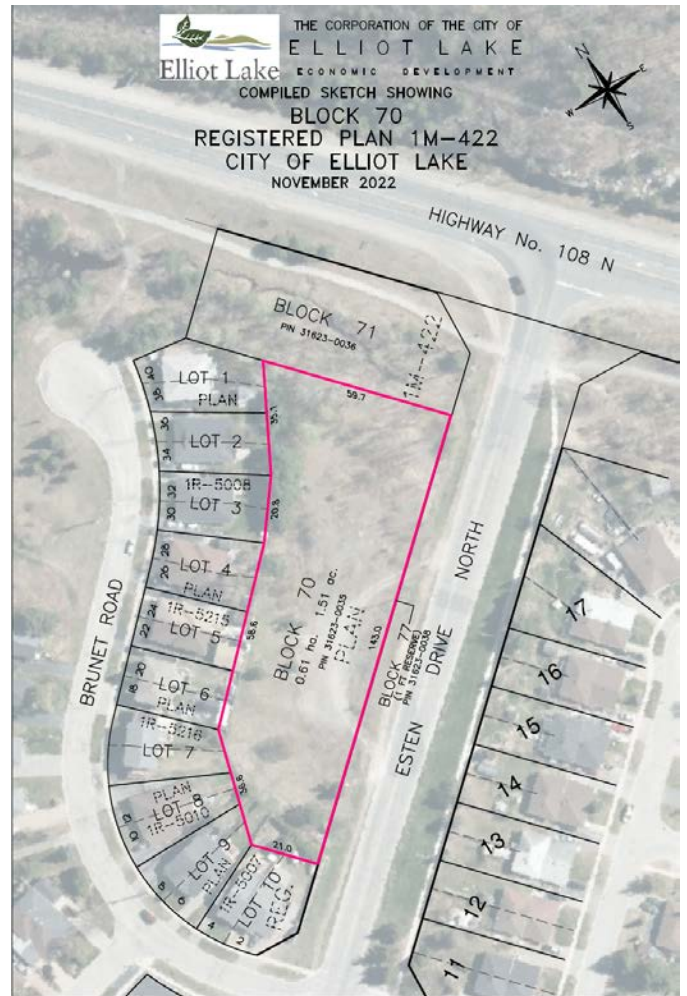 THE CORPORATION OF THE CITY OF
ELLIOT LAKE
ECONOMIC DEVELOPMENT
Elliot Lake
COMPILED SKETCH SHOWING
BLOCK 70
REGISTERED PLAN 1M-422
CITY OF ELLIOT LAKE
NOVEMBER 2022
N
E
W
S
HIGHWAY No. 108 N
BLOCK 71
PIN 31623-0036
1M-422
59.7
40
38
LOT 1
PLAN
36
34
LOT 2
32
30
1R-5008
LOT 3
20.8
28
26
LOT 4
PLAN
24
22
1R-5215
LOT 5
58.6
20
18
LOT 6
PLAN
1R-5216
LOT 7
36.6
PLAN
LOT 8
1R-5010
12
10
LOT 9
PLAN
8
6
1R-5007
LOT 10
REG.
4
2
21.0
BLOCK 70
0.61 ha. 1.51 ac.
PIN 31623-0035
PLAN
143.0
BLOCK 77
(1 FT RESERVE)
PIN 31623-0038
ESTEN DRIVE NORTH
BRUNET ROAD
17
16
15
14
13
12
11